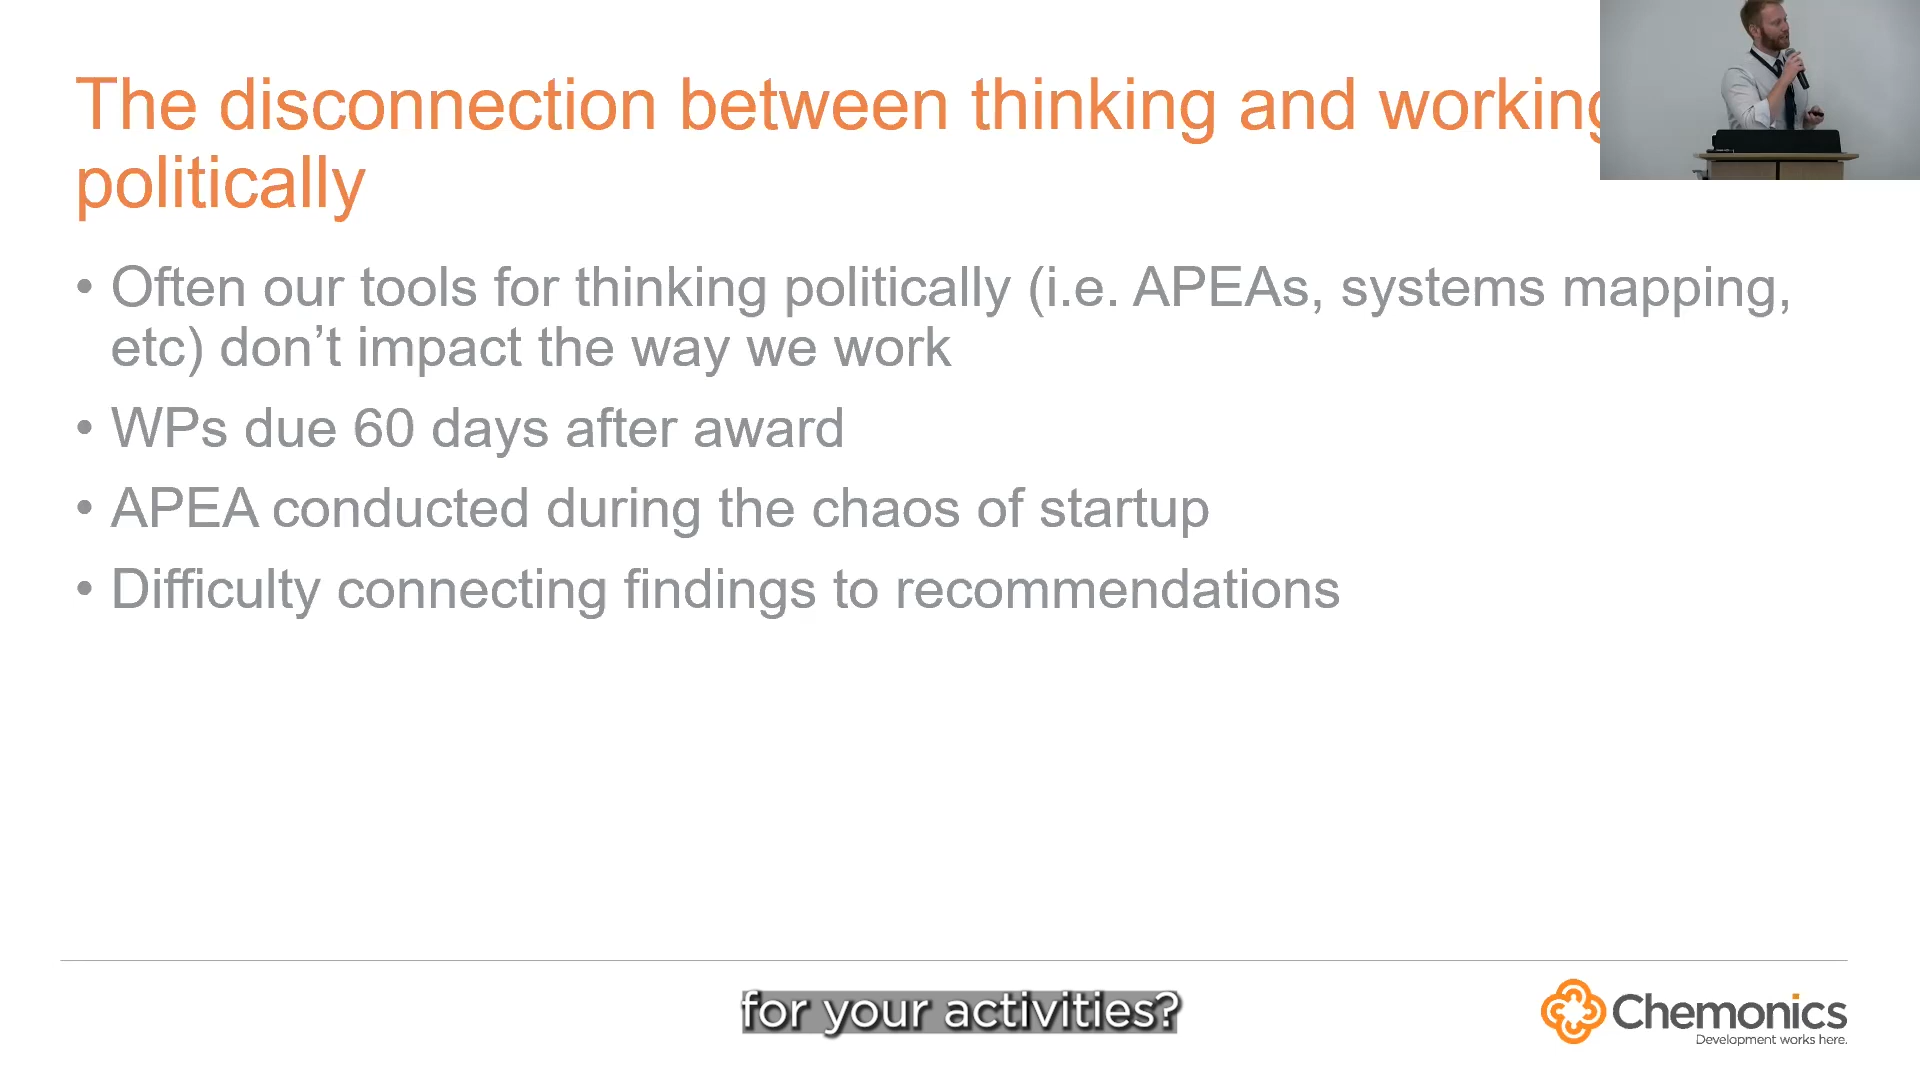 The disconnection between thinking and working
politically
• Often our tools for thinking politically (i.e. APEAs, systems mapping,
etc) don’t impact the way we work
• WPs due 60 days after award
• APEA conducted during the chaos of startup
• Difficulty connecting findings to recommendations
for your activities?
Chemonics
Development works here.